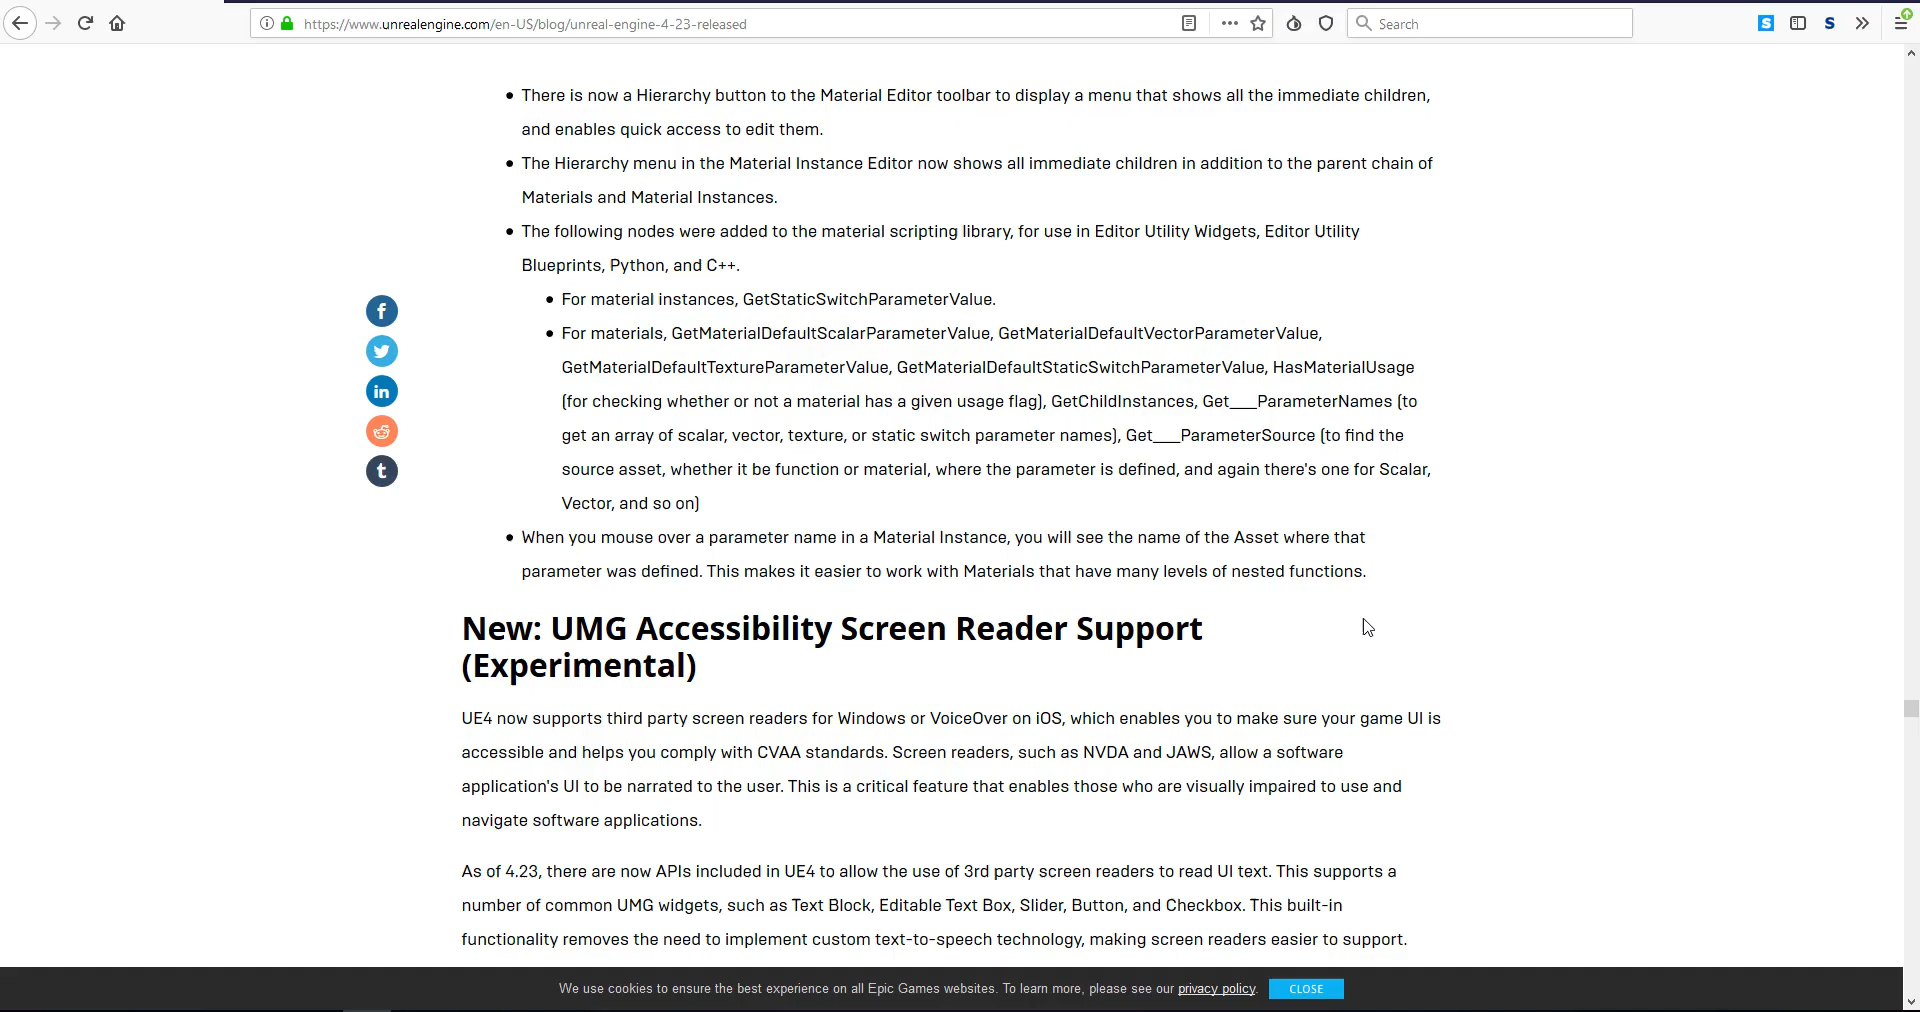 https://www.unrealengine.com/en-US/blog/unreal-engine-4-23-released
Search
There is now a Hierarchy button to the Material Editor toolbar to display a menu that shows all the immediate children,
and enables quick access to edit them.
The Hierarchy menu in the Material Instance Editor now shows all immediate children in addition to the parent chain of
Materials and Material Instances.
The following nodes were added to the material scripting library, for use in Editor Utility Widgets, Editor Utility
Blueprints, Python, and C++.
For material instances, GetStaticSwitchParameterValue.
For materials, GetMaterialDefaultScalarParameterValue, GetMaterialDefaultVectorParameterValue,
GetMaterialDefaultTextureParameterValue, GetMaterialDefaultStaticSwitchParameterValue, HasMaterialUsage
(for checking whether or not a material has a given usage flag), GetChildInstances, Get___ParameterNames (to
get an array of scalar, vector, texture, or static switch parameter names), Get___ParameterSource (to find the
source asset, whether it be function or material, where the parameter is defined, and again there's one for Scalar,
Vector, and so on)
When you mouse over a parameter name in a Material Instance, you will see the name of the Asset where that
parameter was defined. This makes it easier to work with Materials that have many levels of nested functions.
New: UMG Accessibility Screen Reader Support
(Experimental)
UE4 now supports third party screen readers for Windows or VoiceOver on iOS, which enables you to make sure your game UI is
accessible and helps you comply with CVAA standards. Screen readers, such as NVDA and JAWS, allow a software
application's UI to be narrated to the user. This is a critical feature that enables those who are visually impaired to use and
navigate software applications.
As of 4.23, there are now APIs included in UE4 to allow the use of 3rd party screen readers to read UI text. This supports a
number of common UMG widgets, such as Text Block, Editable Text Box, Slider, Button, and Checkbox. This built-in
functionality removes the need to implement custom text-to-speech technology, making screen readers easier to support.
We use cookies to ensure the best experience on all Epic Games websites. To learn more, please see our privacy policy. CLOSE